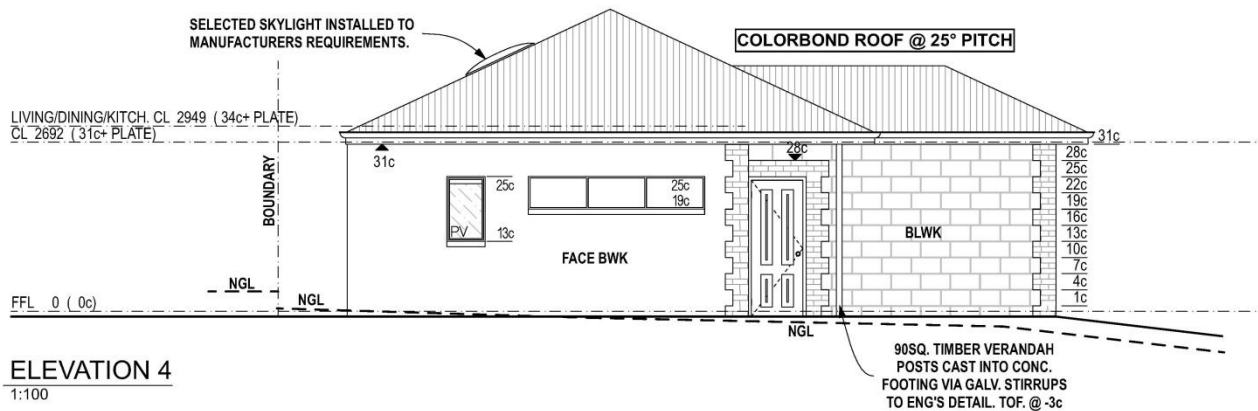 SELECTED SKYLIGHT INSTALLED TO
MANUFACTURERS REQUIREMENTS.
COLORBOND ROOF @ 25° PITCH
LIVING/DINING/KITCH. CL 2949 ( 34c+ PLATE)
CL 2692 ( 31c+ PLATE)
31c
31c
28c
28c
25c
22c
19c
16c
13c
10c
7c
4c
1c
25c
13c
PV
25c
19c
BOUNDARY
FACE BWK
BLWK
NGL
NGL
FFL 0 ( 0c)
NGL
ELEVATION 4
1:100
90SQ. TIMBER VERANDAH
POSTS CAST INTO CONC.
FOOTING VIA GALV. STIRRUPS
TO ENG'S DETAIL. TOF. @ -3c